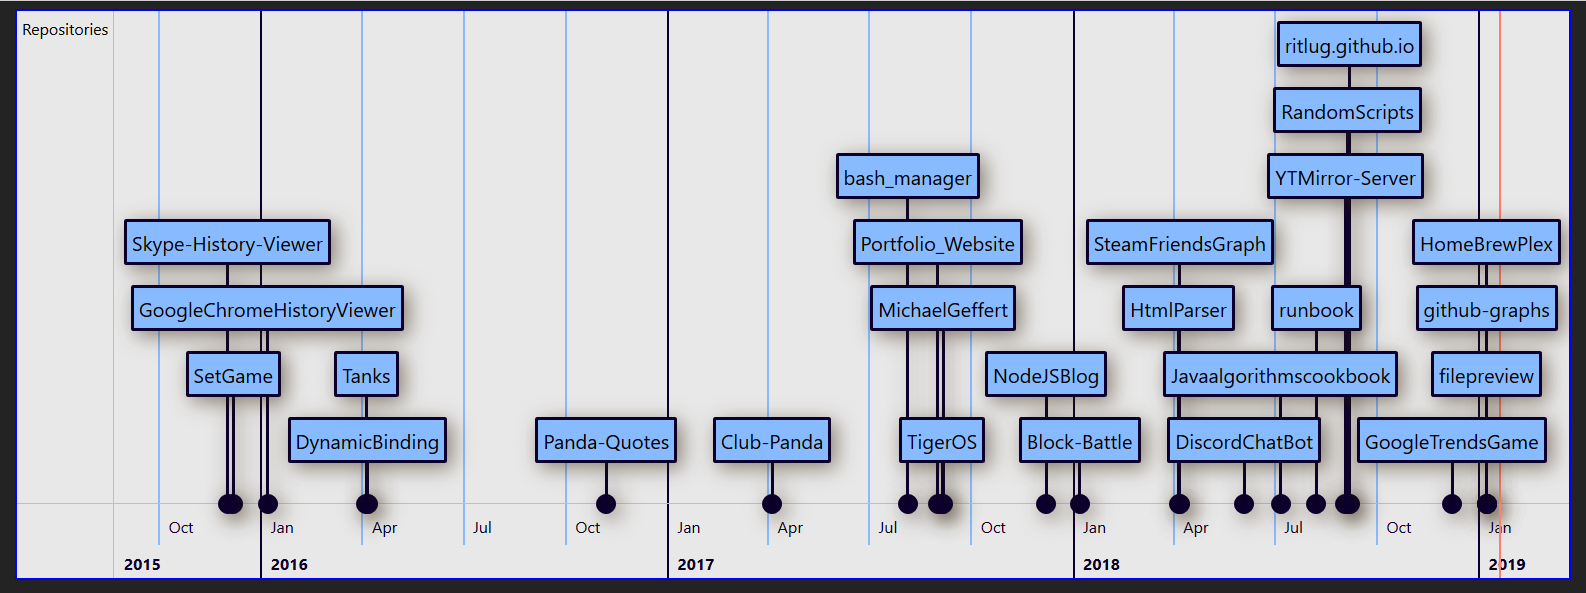 Repositories
ritlug.github.io
RandomScripts
bash_manager
YTMirror-Server
Skype-History-Viewer
Portfolio_Website
SteamFriendsGraph
HomeBrewPlex
GoogleChromeHistoryViewer
MichaelGeffert
HtmlParser
runbook
github-graphs
SetGame
Tanks
NodeJSBlog
Javaalgorithmscookbook
filepreview
DynamicBinding
Panda-Quotes
Club-Panda
TigerOS
Block-Battle
DiscordChatBot
GoogleTrendsGame
Oct Jan Apr Jul Oct Jan Apr Jul Oct Jan Apr Jul Oct Jan
2015 2016 2017 2018 2019